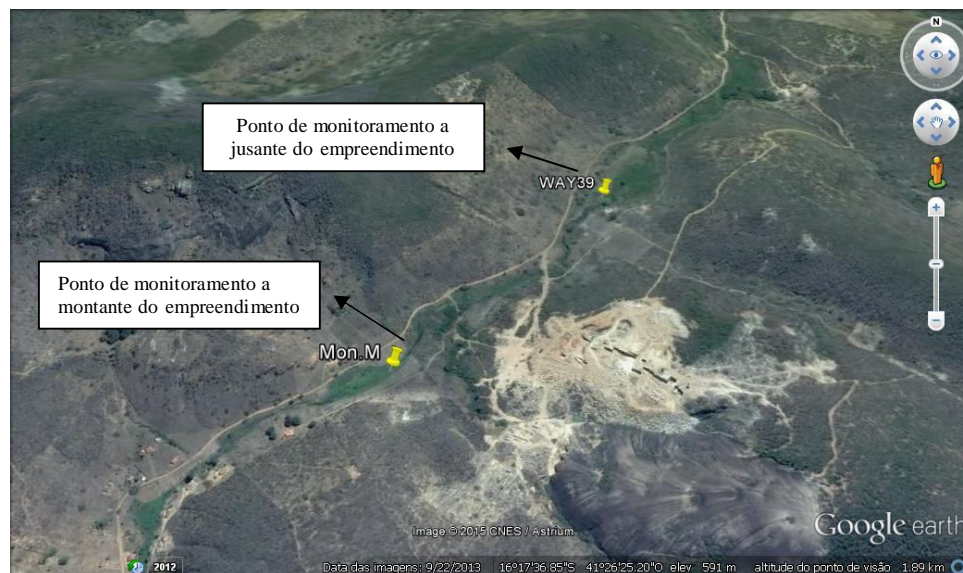 N
Ponto de monitoramento a
jusante do empreendimento
WAY39
Ponto de monitoramento a
montante do empreendimento
Mon.M
Image © 2015 CNES / Astrium
Google earth
2012
Data das imagens: 9/22/2013 16°17'36.85"S 41°26'25.20"O elev 591 m altitude do ponto de visão 1.89 km